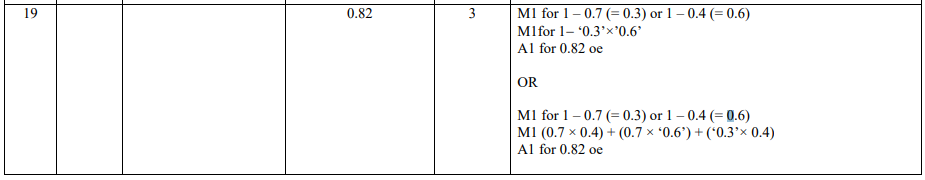 19 0.82 3 M1 for 1 – 0.7 (= 0.3) or 1 – 0.4 (= 0.6)
M1for 1– ‘0.3’×’0.6’
A1 for 0.82 oe
OR
M1 for 1 – 0.7 (= 0.3) or 1 – 0.4 (= 0.6)
M1 (0.7 × 0.4) + (0.7 × ‘0.6’) + (‘0.3’× 0.4)
A1 for 0.82 oe